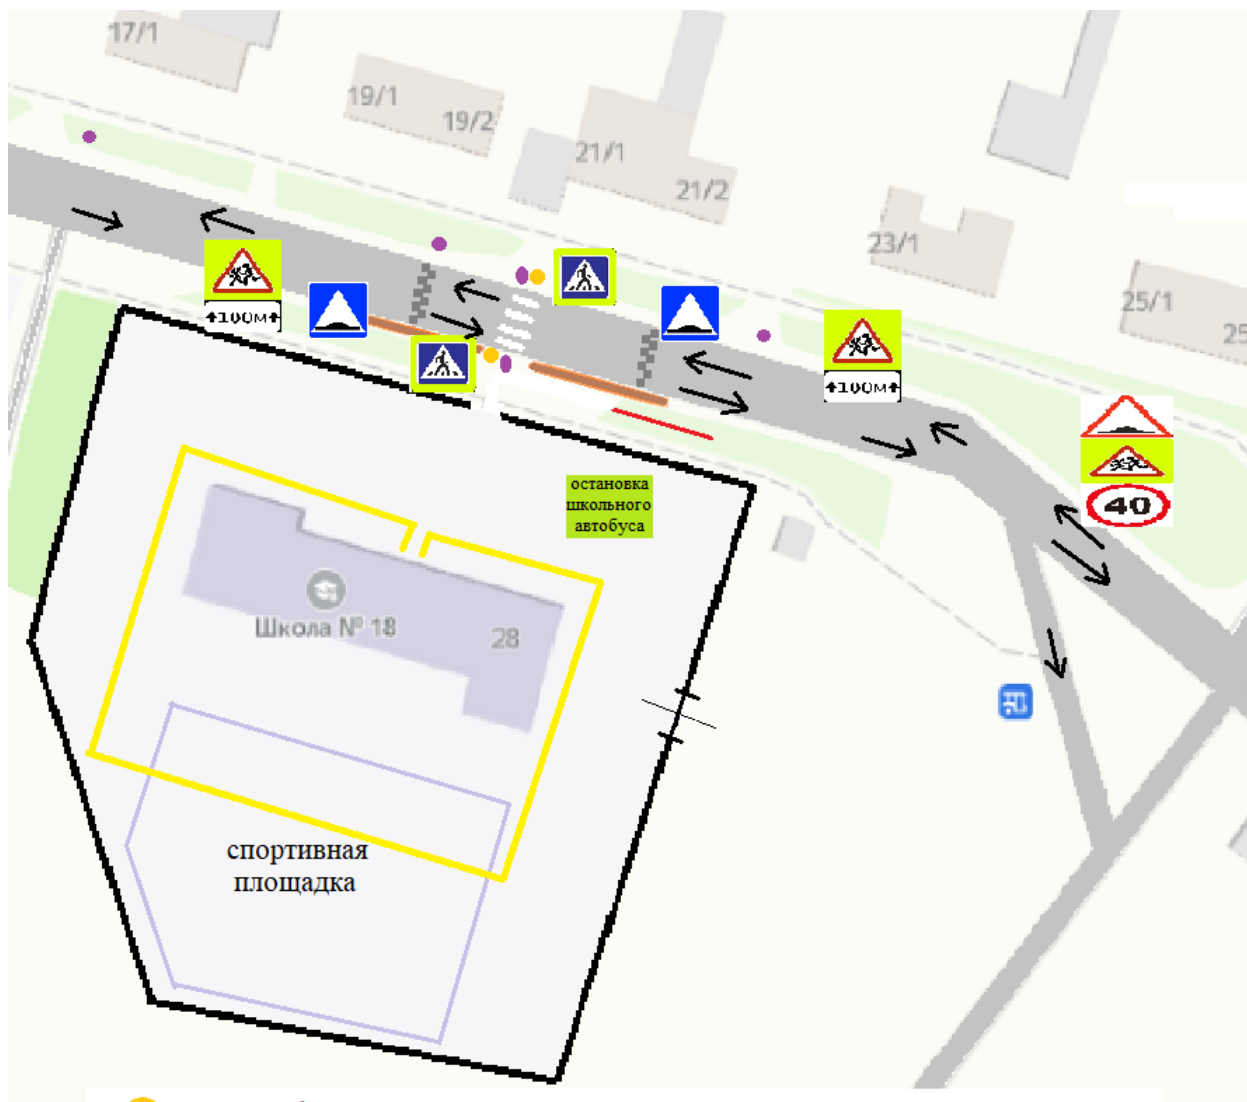 17/1
19/1
19/2
21/1
21/2
23/1
25/1
25
100м
100м
40
остановка
школьного
автобуса
Школа № 18
28
спортивная
площадка